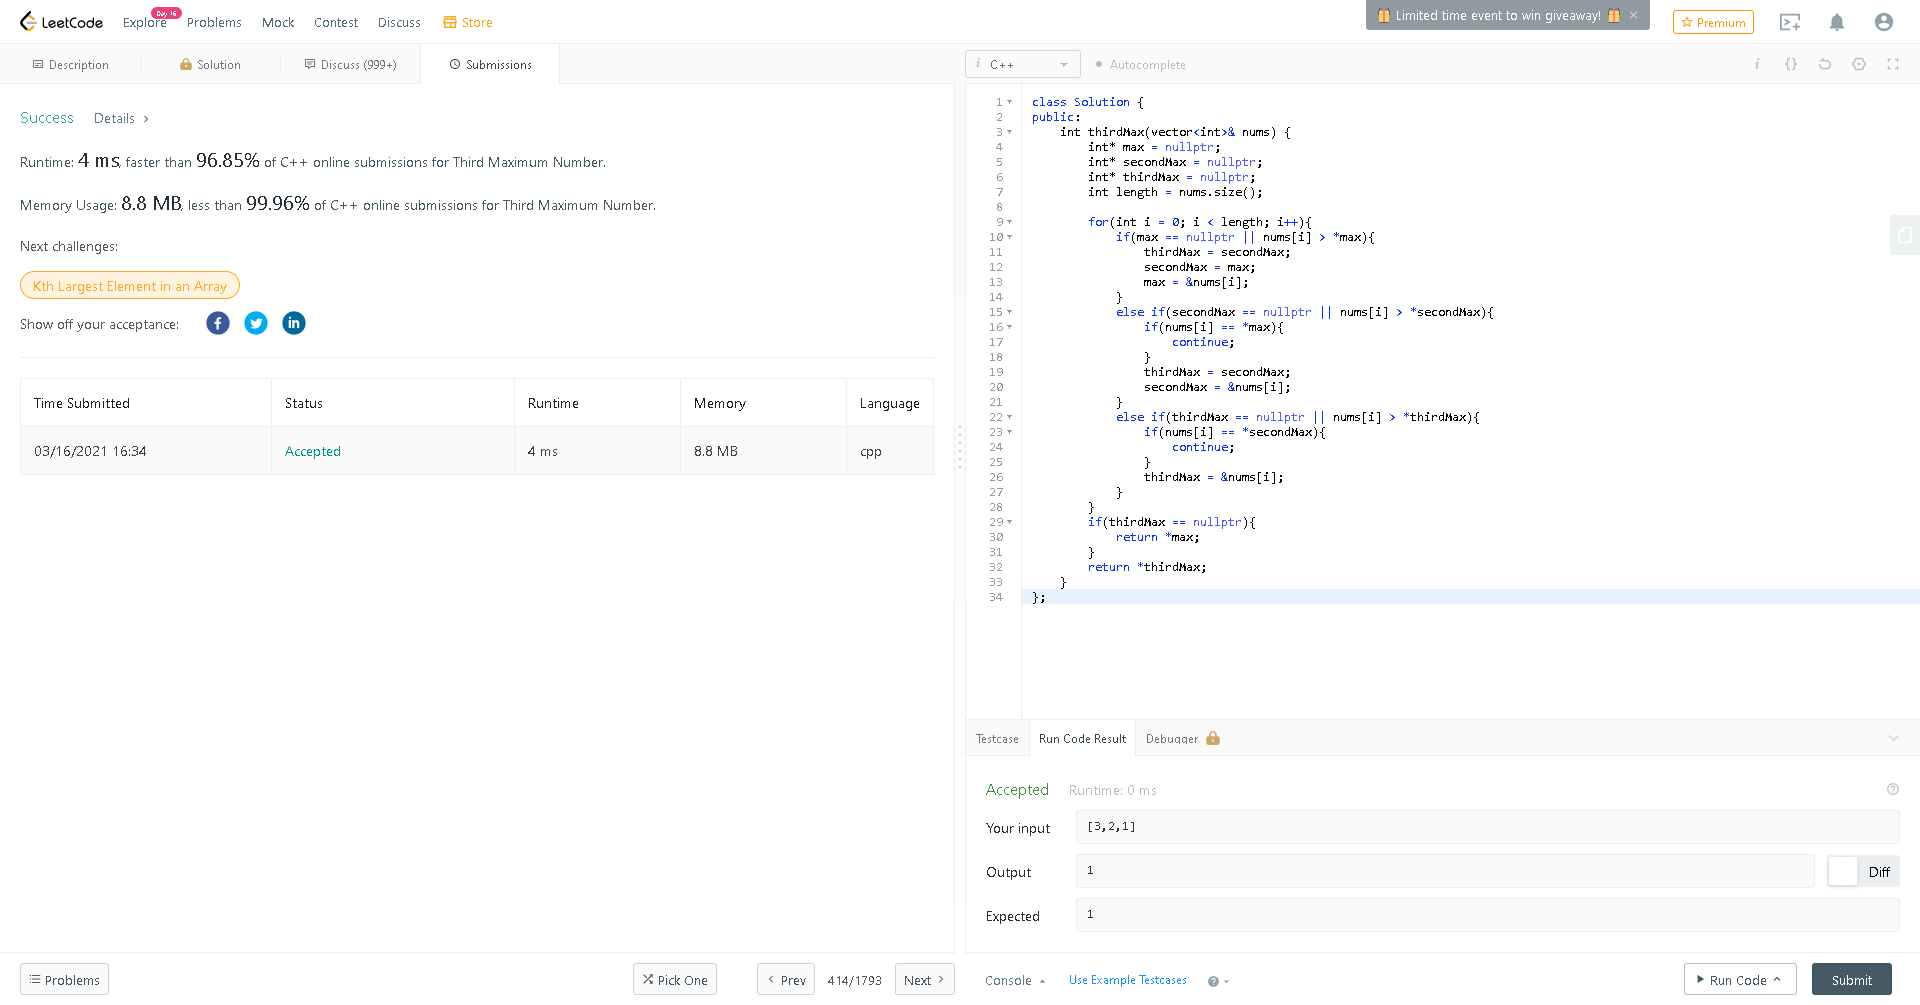 LeetCode
Explore
Day 16
Problems
Mock
Contest
Discuss
Store
Limited time event to win giveaway!
Premium
Description
Solution
Discuss (999+)
Submissions
Success
Details
Runtime: 4 ms, faster than 96.85% of C++ online submissions for Third Maximum Number.
Memory Usage: 8.8 MB, less than 99.96% of C++ online submissions for Third Maximum Number.
Next challenges:
Kth Largest Element in an Array
Show off your acceptance:
Time Submitted Status Runtime Memory Language
03/16/2021 16:34 Accepted 4 ms 8.8 MB cpp
Problems
Pick One
Prev
414/1793
Next
i C++
Autocomplete
1 class Solution {
2 public:
3     int thirdMax(vector<int>& nums) {
4         int* max = nullptr;
5         int* secondMax = nullptr;
6         int* thirdMax = nullptr;
7         int length = nums.size();
8
9         for(int i = 0; i < length; i++){
10             if(max == nullptr || nums[i] > *max){
11                 thirdMax = secondMax;
12                 secondMax = max;
13                 max = &nums[i];
14             }
15             else if(secondMax == nullptr || nums[i] > *secondMax){
16                 if(nums[i] == *max){
17                     continue;
18                 }
19                 thirdMax = secondMax;
20                 secondMax = &nums[i];
21             }
22             else if(thirdMax == nullptr || nums[i] > *thirdMax){
23                 if(nums[i] == *secondMax){
24                     continue;
25                 }
26                 thirdMax = &nums[i];
27             }
28         }
29         if(thirdMax == nullptr){
30             return *max;
31         }
32         return *thirdMax;
33     }
34 };
Testcase
Run Code Result
Debugger
Accepted
Runtime: 0 ms
Your input
[3,2,1]
Output
1
Diff
Expected
1
Console
Use Example Testcases
Run Code
Submit